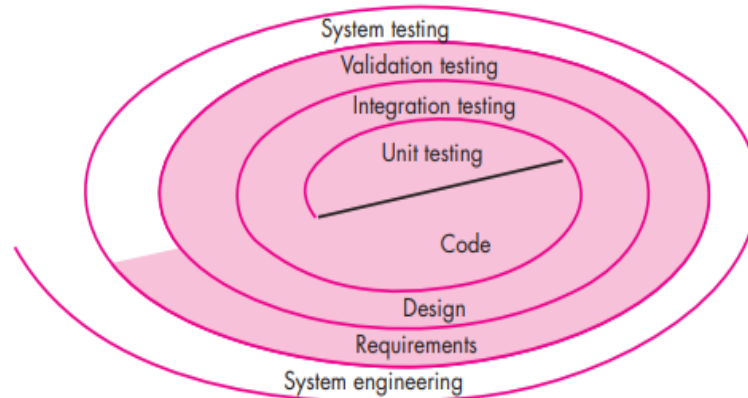 System testing
Validation testing
Integration testing
Unit testing
Code
Design
Requirements
System engineering